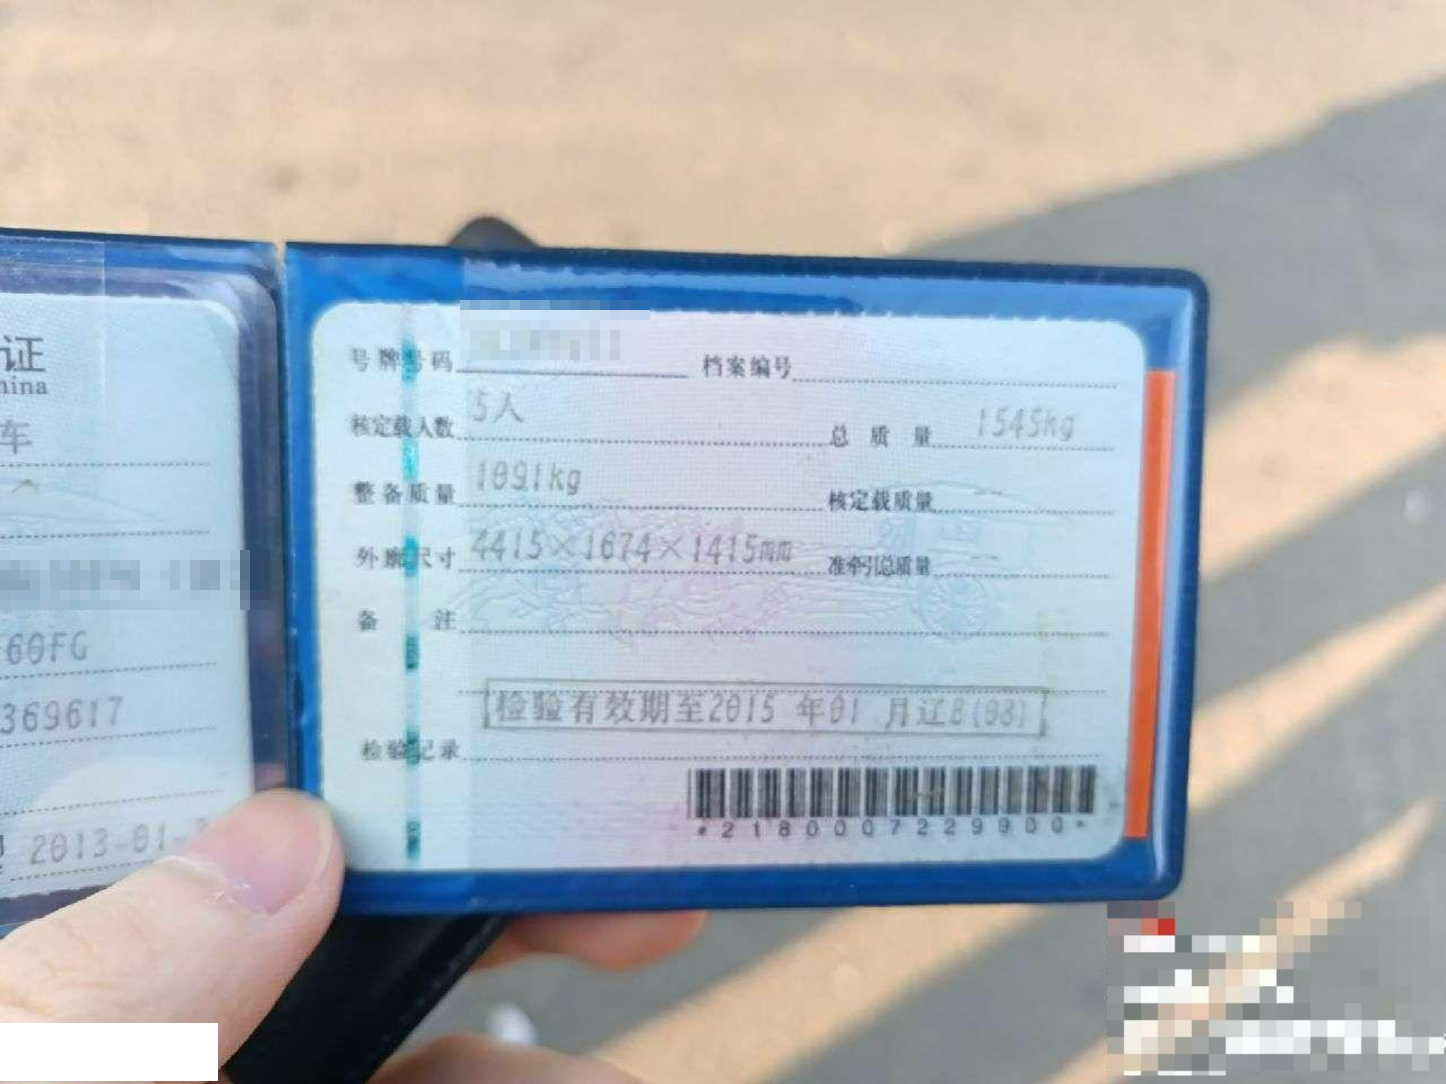 证
hina
车
60FG
369617
2013-01-
号牌号码
档案编号
核定载人数 5人
总质量 1545kg
整备质量 1091kg
核定载质量 --
外廓尺寸 4415×1674×1415mm
准牵引总质量 --
备注
检验有效期至2015 年01 月辽B(08)
检验记录
*2180007229900*